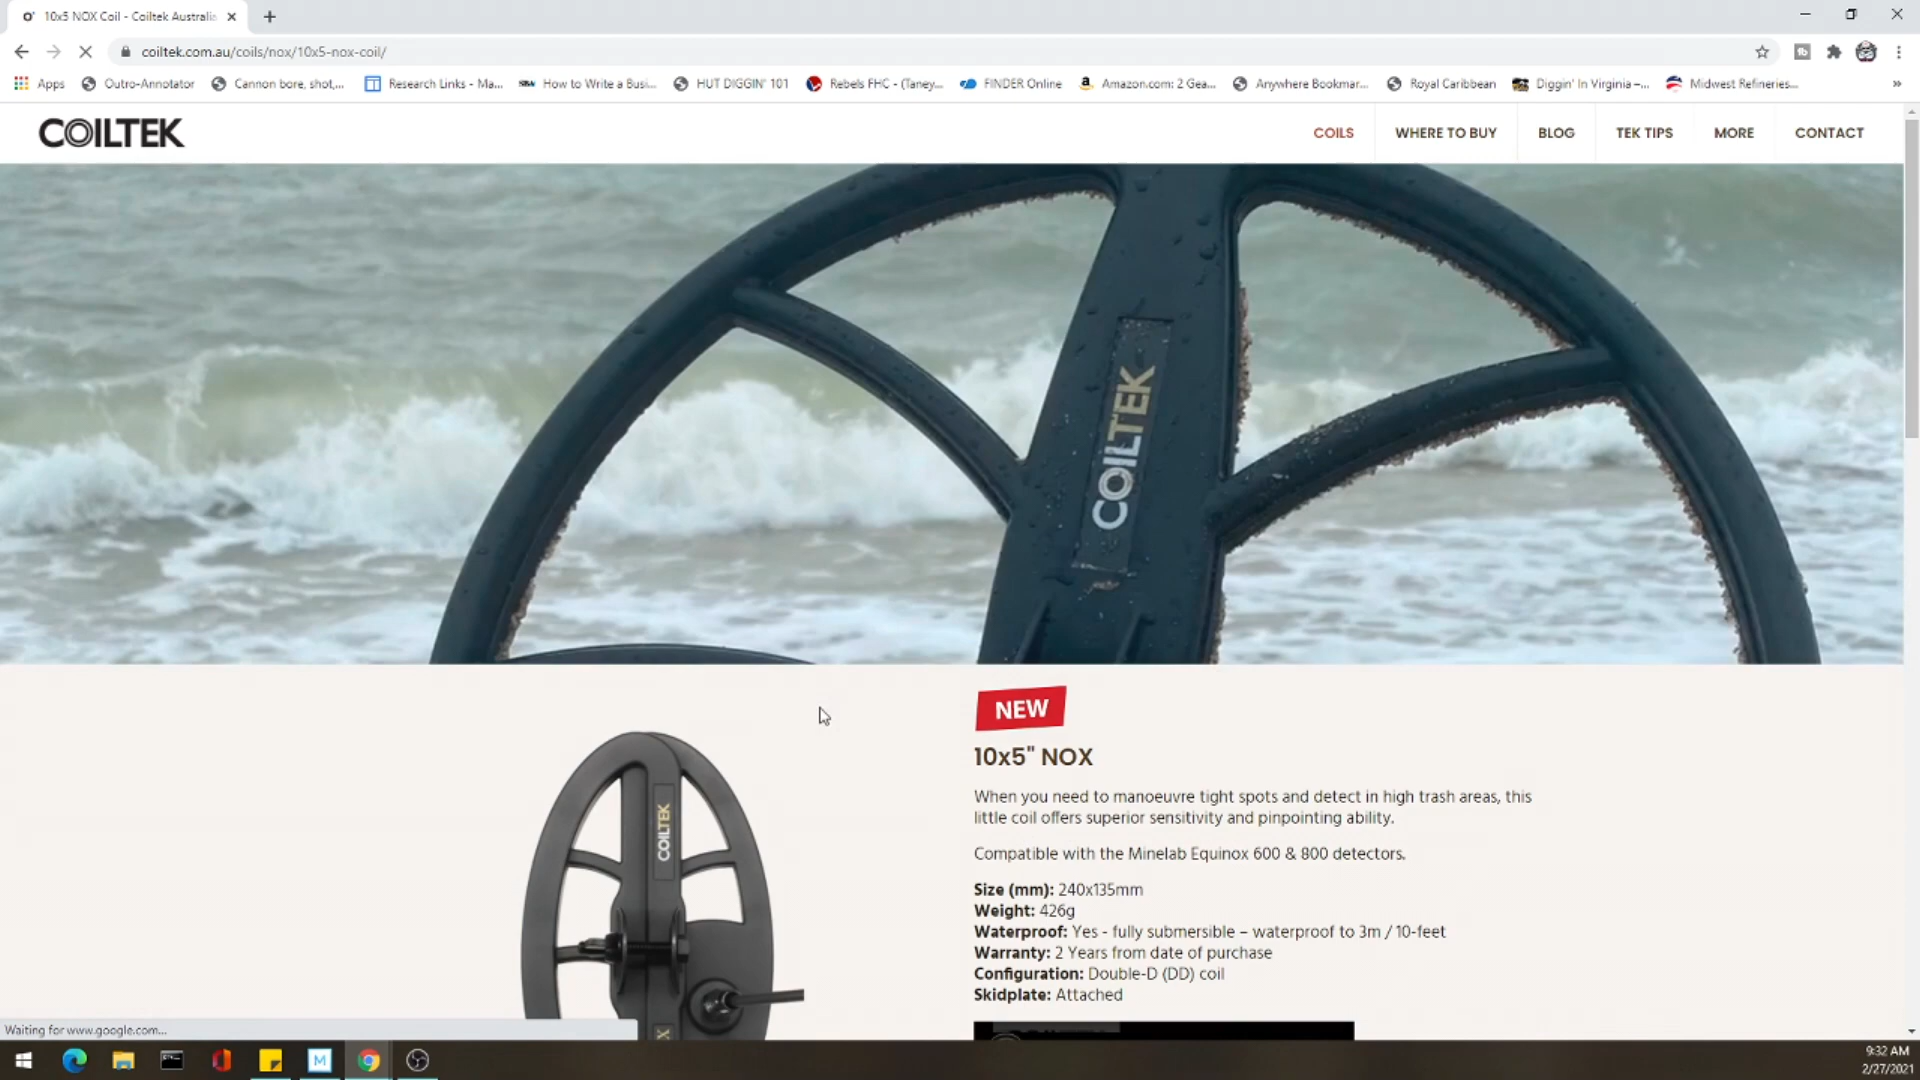 10x5 NOX Coil - Coiltek Australia
coiltek.com.au/coils/nox/10x5-nox-coil/
Apps Outro-Annotator Cannon bore, shot,... Research Links - Ma... How to Write a Busi... HUT DIGGIN' 101 Rebels FHC - (Taney... FINDER Online Amazon.com: 2 Gea... Anywhere Bookmar... Royal Caribbean Diggin' In Virginia –... Midwest Refineries... »
COILTEK
COILS WHERE TO BUY BLOG TEK TIPS MORE CONTACT
COILTEK
NEW
10x5" NOX
When you need to manoeuvre tight spots and detect in high trash areas, this
little coil offers superior sensitivity and pinpointing ability.
Compatible with the Minelab Equinox 600 & 800 detectors.
Size (mm): 240x135mm
Weight: 426g
Waterproof: Yes - fully submersible – waterproof to 3m / 10-feet
Warranty: 2 Years from date of purchase
Configuration: Double-D (DD) coil
Skidplate: Attached
COILTEK
Waiting for www.google.com...
9:32 AM
2/27/2021